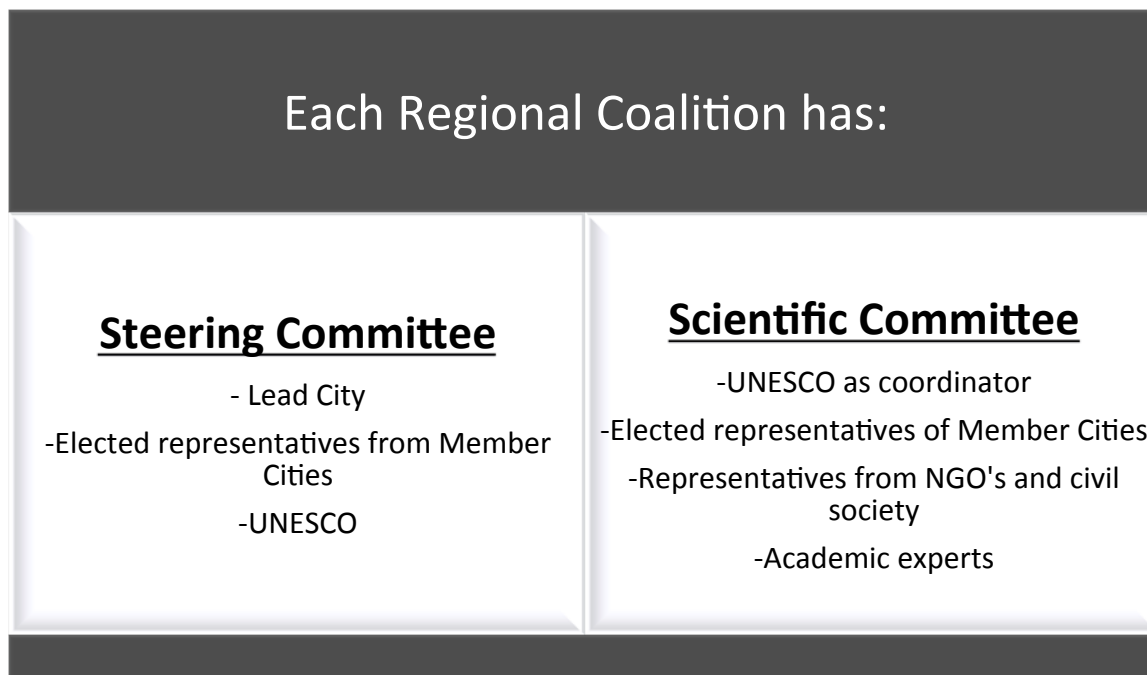 Each Regional Coalition has:
Steering Committee
- Lead City
-Elected representatives from Member
Cities
-UNESCO
Scientific Committee
-UNESCO as coordinator
-Elected representatives of Member Cities
-Representatives from NGO's and civil
society
-Academic experts